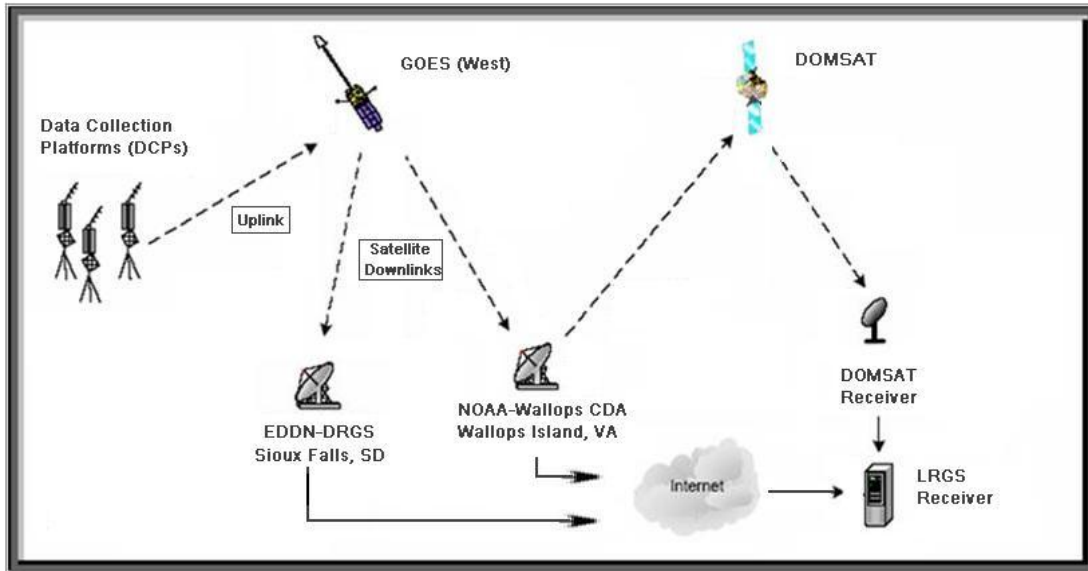 GOES (West)
DOMSAT
Data Collection
Platforms (DCPs)
Uplink
Satellite
Downlinks
DOMSAT
Receiver
NOAA-Wallops CDA
Wallops Island, VA
EDDN-DRGS
Sioux Falls, SD
Internet
LRGS
Receiver